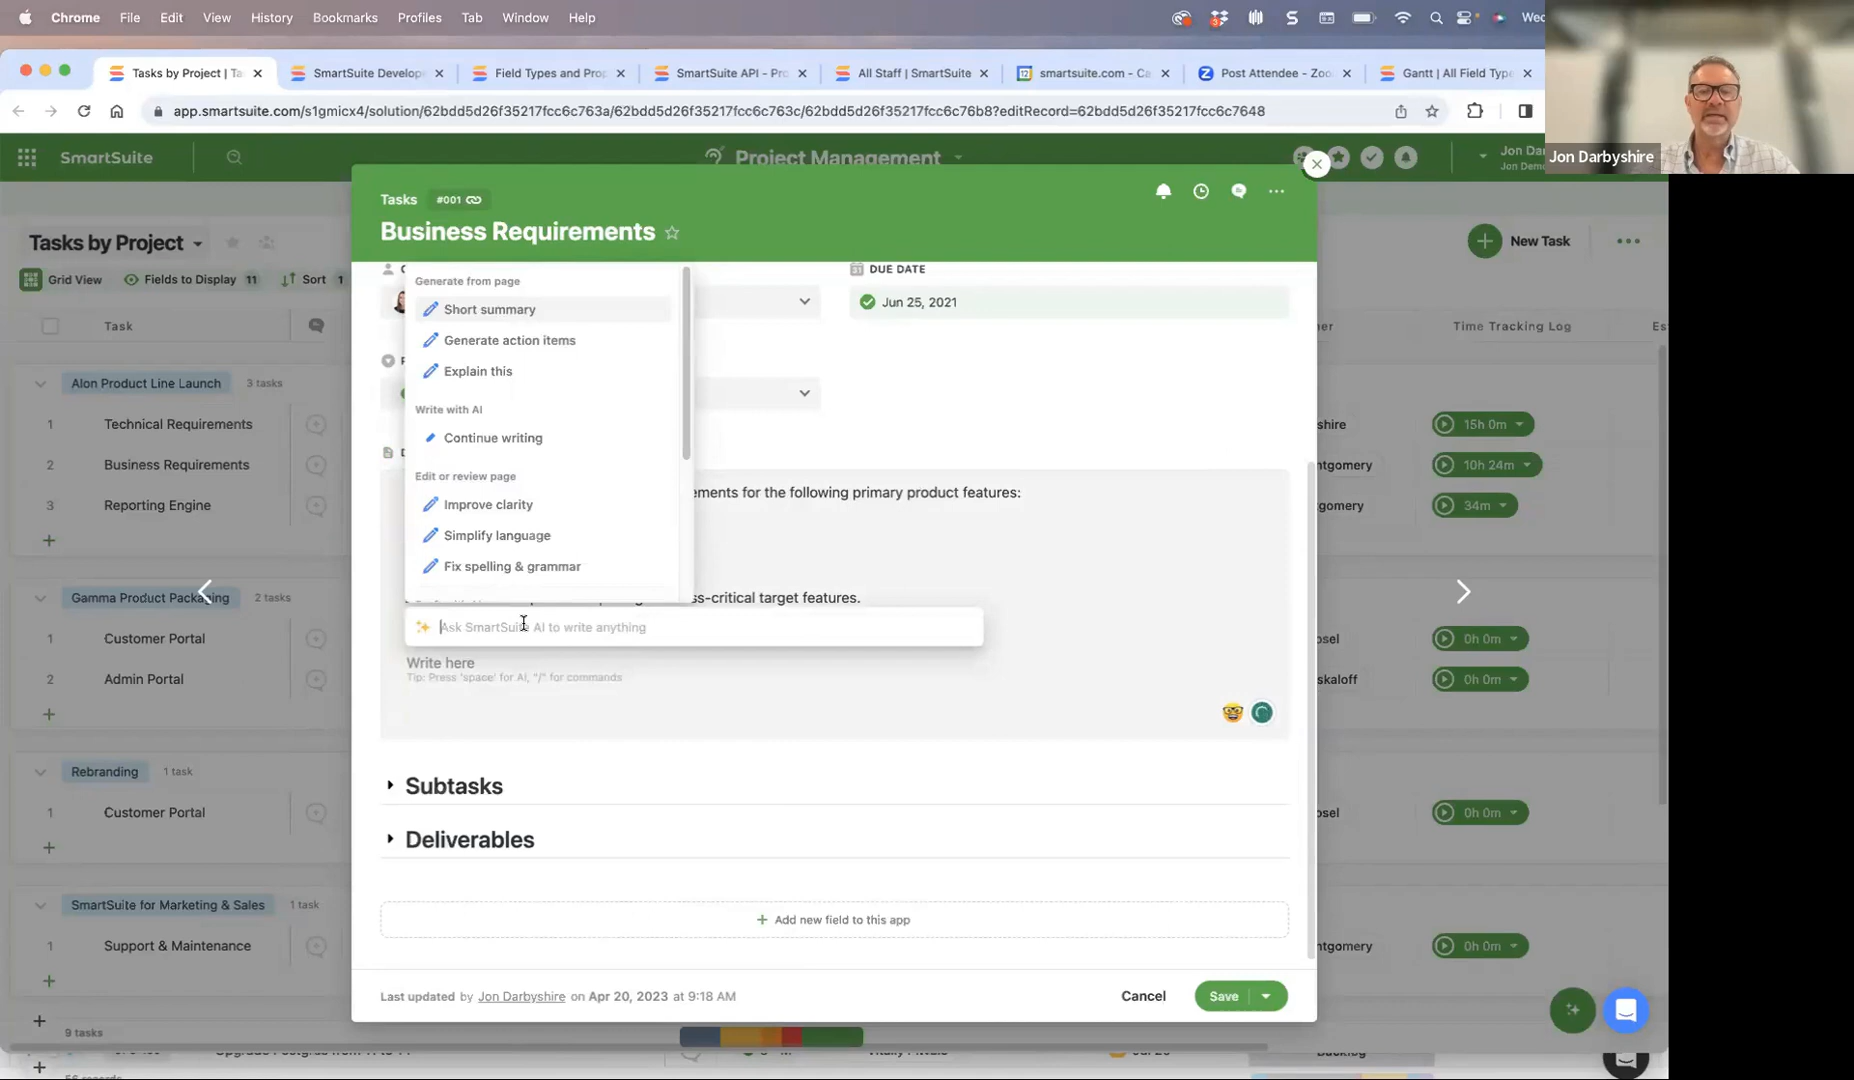 Chrome File Edit View History Bookmarks Profiles Tab Window Help
3
Tasks by Project | Ta
SmartSuite Develop
Field Types and Prop
SmartSuite API - Pro
All Staff | SmartSuite
smartsuite.com - Ca
Post Attendee - Zoo
Gantt | All Field Type
app.smartsuite.com/s1gmicx4/solution/62bdd5d26f35217fcc6c763a/62bdd5d26f35217fcc6c763c/62bdd5d26f35217fcc6c76b8?editRecord=62bdd5d26f35217fcc6c7648
Jon Darbyshire
SmartSuite
Project Management
Jon Dar
Jon Dem
Tasks by Project
Grid View Fields to Display 11 Sort 1
New Task
Task
Time Tracking Log
Alon Product Line Launch 3 tasks
1 Technical Requirements
2 Business Requirements
3 Reporting Engine
Gamma Product Packaging 2 tasks
1 Customer Portal
2 Admin Portal
Rebranding 1 task
1 Customer Portal
SmartSuite for Marketing & Sales 1 task
1 Support & Maintenance
9 tasks
Tasks #001
Business Requirements
DUE DATE
Jun 25, 2021
Generate from page
Short summary
Generate action items
Explain this
Write with AI
Continue writing
Edit or review page
Improve clarity
Simplify language
Fix spelling & grammar
ements for the following primary product features:
ss-critical target features.
Ask SmartSuite AI to write anything
Write here
Tip: Press 'space' for AI, "/" for commands
Subtasks
Deliverables
Add new field to this app
Last updated by Jon Darbyshire on Apr 20, 2023 at 9:18 AM
Cancel
Save
shire 15h 0m
ntgomery 10h 24m
gomery 34m
osel 0h 0m
skaloff 0h 0m
osel 0h 0m
ntgomery 0h 0m